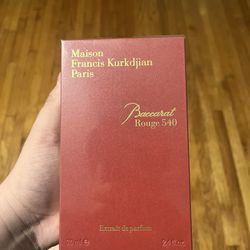 Maison
Francis Kurkdjian
Paris
Baccarat
Rouge 540
Extrait de parfum
70 ml e 2.4 fl.oz.